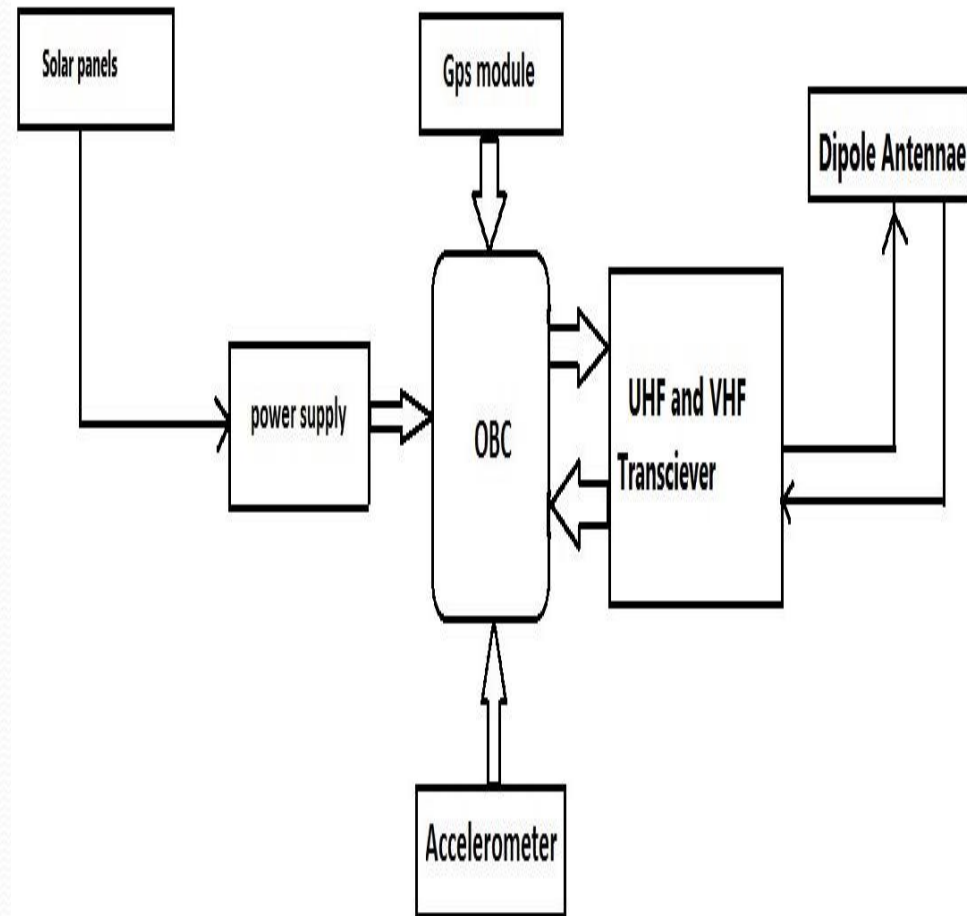 Solar panels
Gps module
Dipole Antennae
power supply
OBC
UHF and VHF
Transciever
Accelerometer